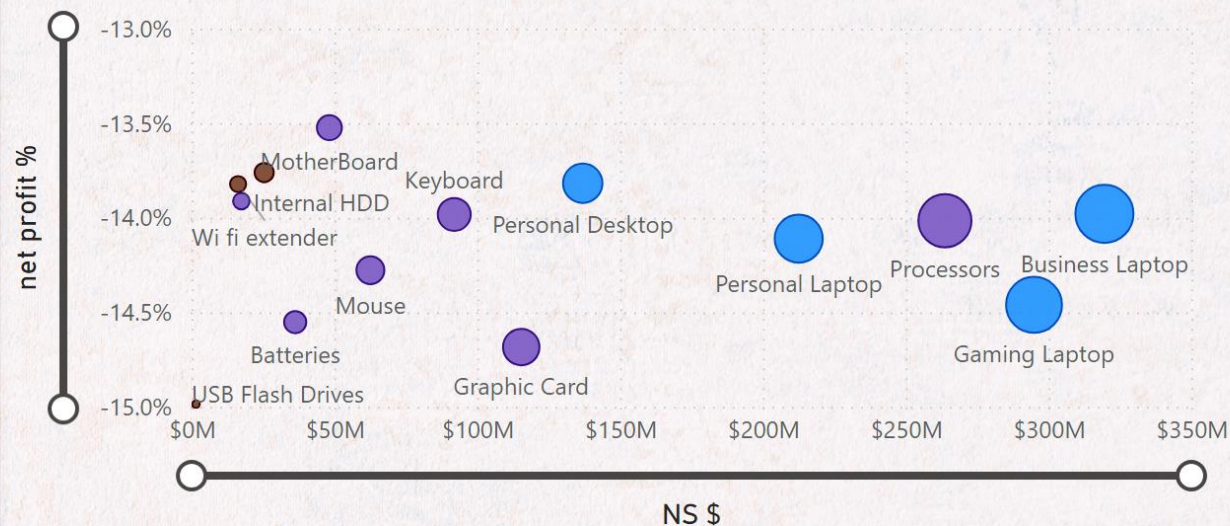 -13.0%
-13.5%
MotherBoard
Keyboard
Internal HDD
-14.0%
Personal Desktop
Wi fi extender
net profit %
Business Laptop
Processors
Personal Laptop
Mouse
-14.5%
Batteries
Gaming Laptop
Graphic Card
USB Flash Drives
-15.0%
$0M $50M $100M $150M $200M $250M $300M $350M
NS $